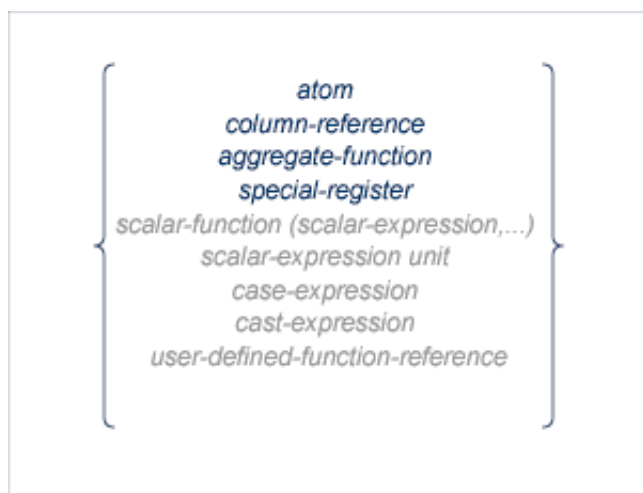 atom
column-reference
aggregate-function
special-register
scalar-function (scalar-expression,...)
scalar-expression unit
case-expression
cast-expression
user-defined-function-reference